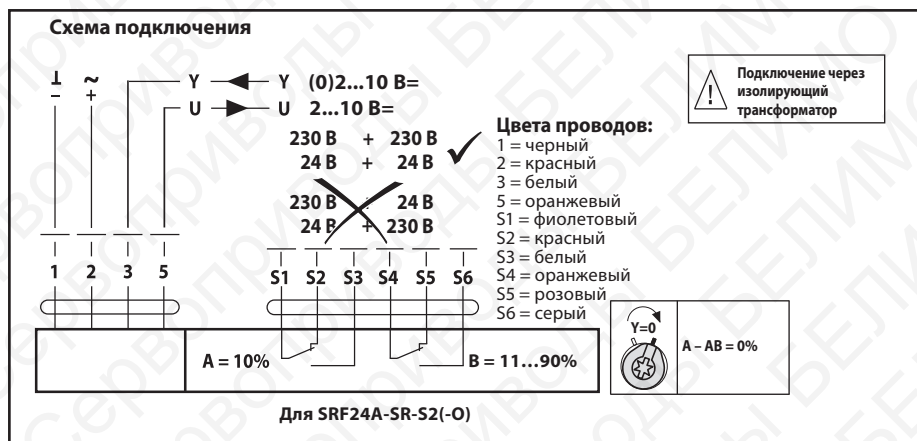 Схема подключения
⊥ ~
- +
Y Y (0)2...10 В=
U U 2...10 В=
230 В + 230 В
24 В + 24 В
230 В + 24 В
24 В + 230 В
Подключение через
изолирующий
трансформатор
Цвета проводов:
1 = черный
2 = красный
3 = белый
5 = оранжевый
S1 = фиолетовый
S2 = красный
S3 = белый
S4 = оранжевый
S5 = розовый
S6 = серый
1 2 3 5 S1 S2 S3 S4 S5 S6
A = 10% B = 11...90%
Y=0
A – AB = 0%
Для SRF24A-SR-S2(-O)
Сервоприводы БЕЛИМО